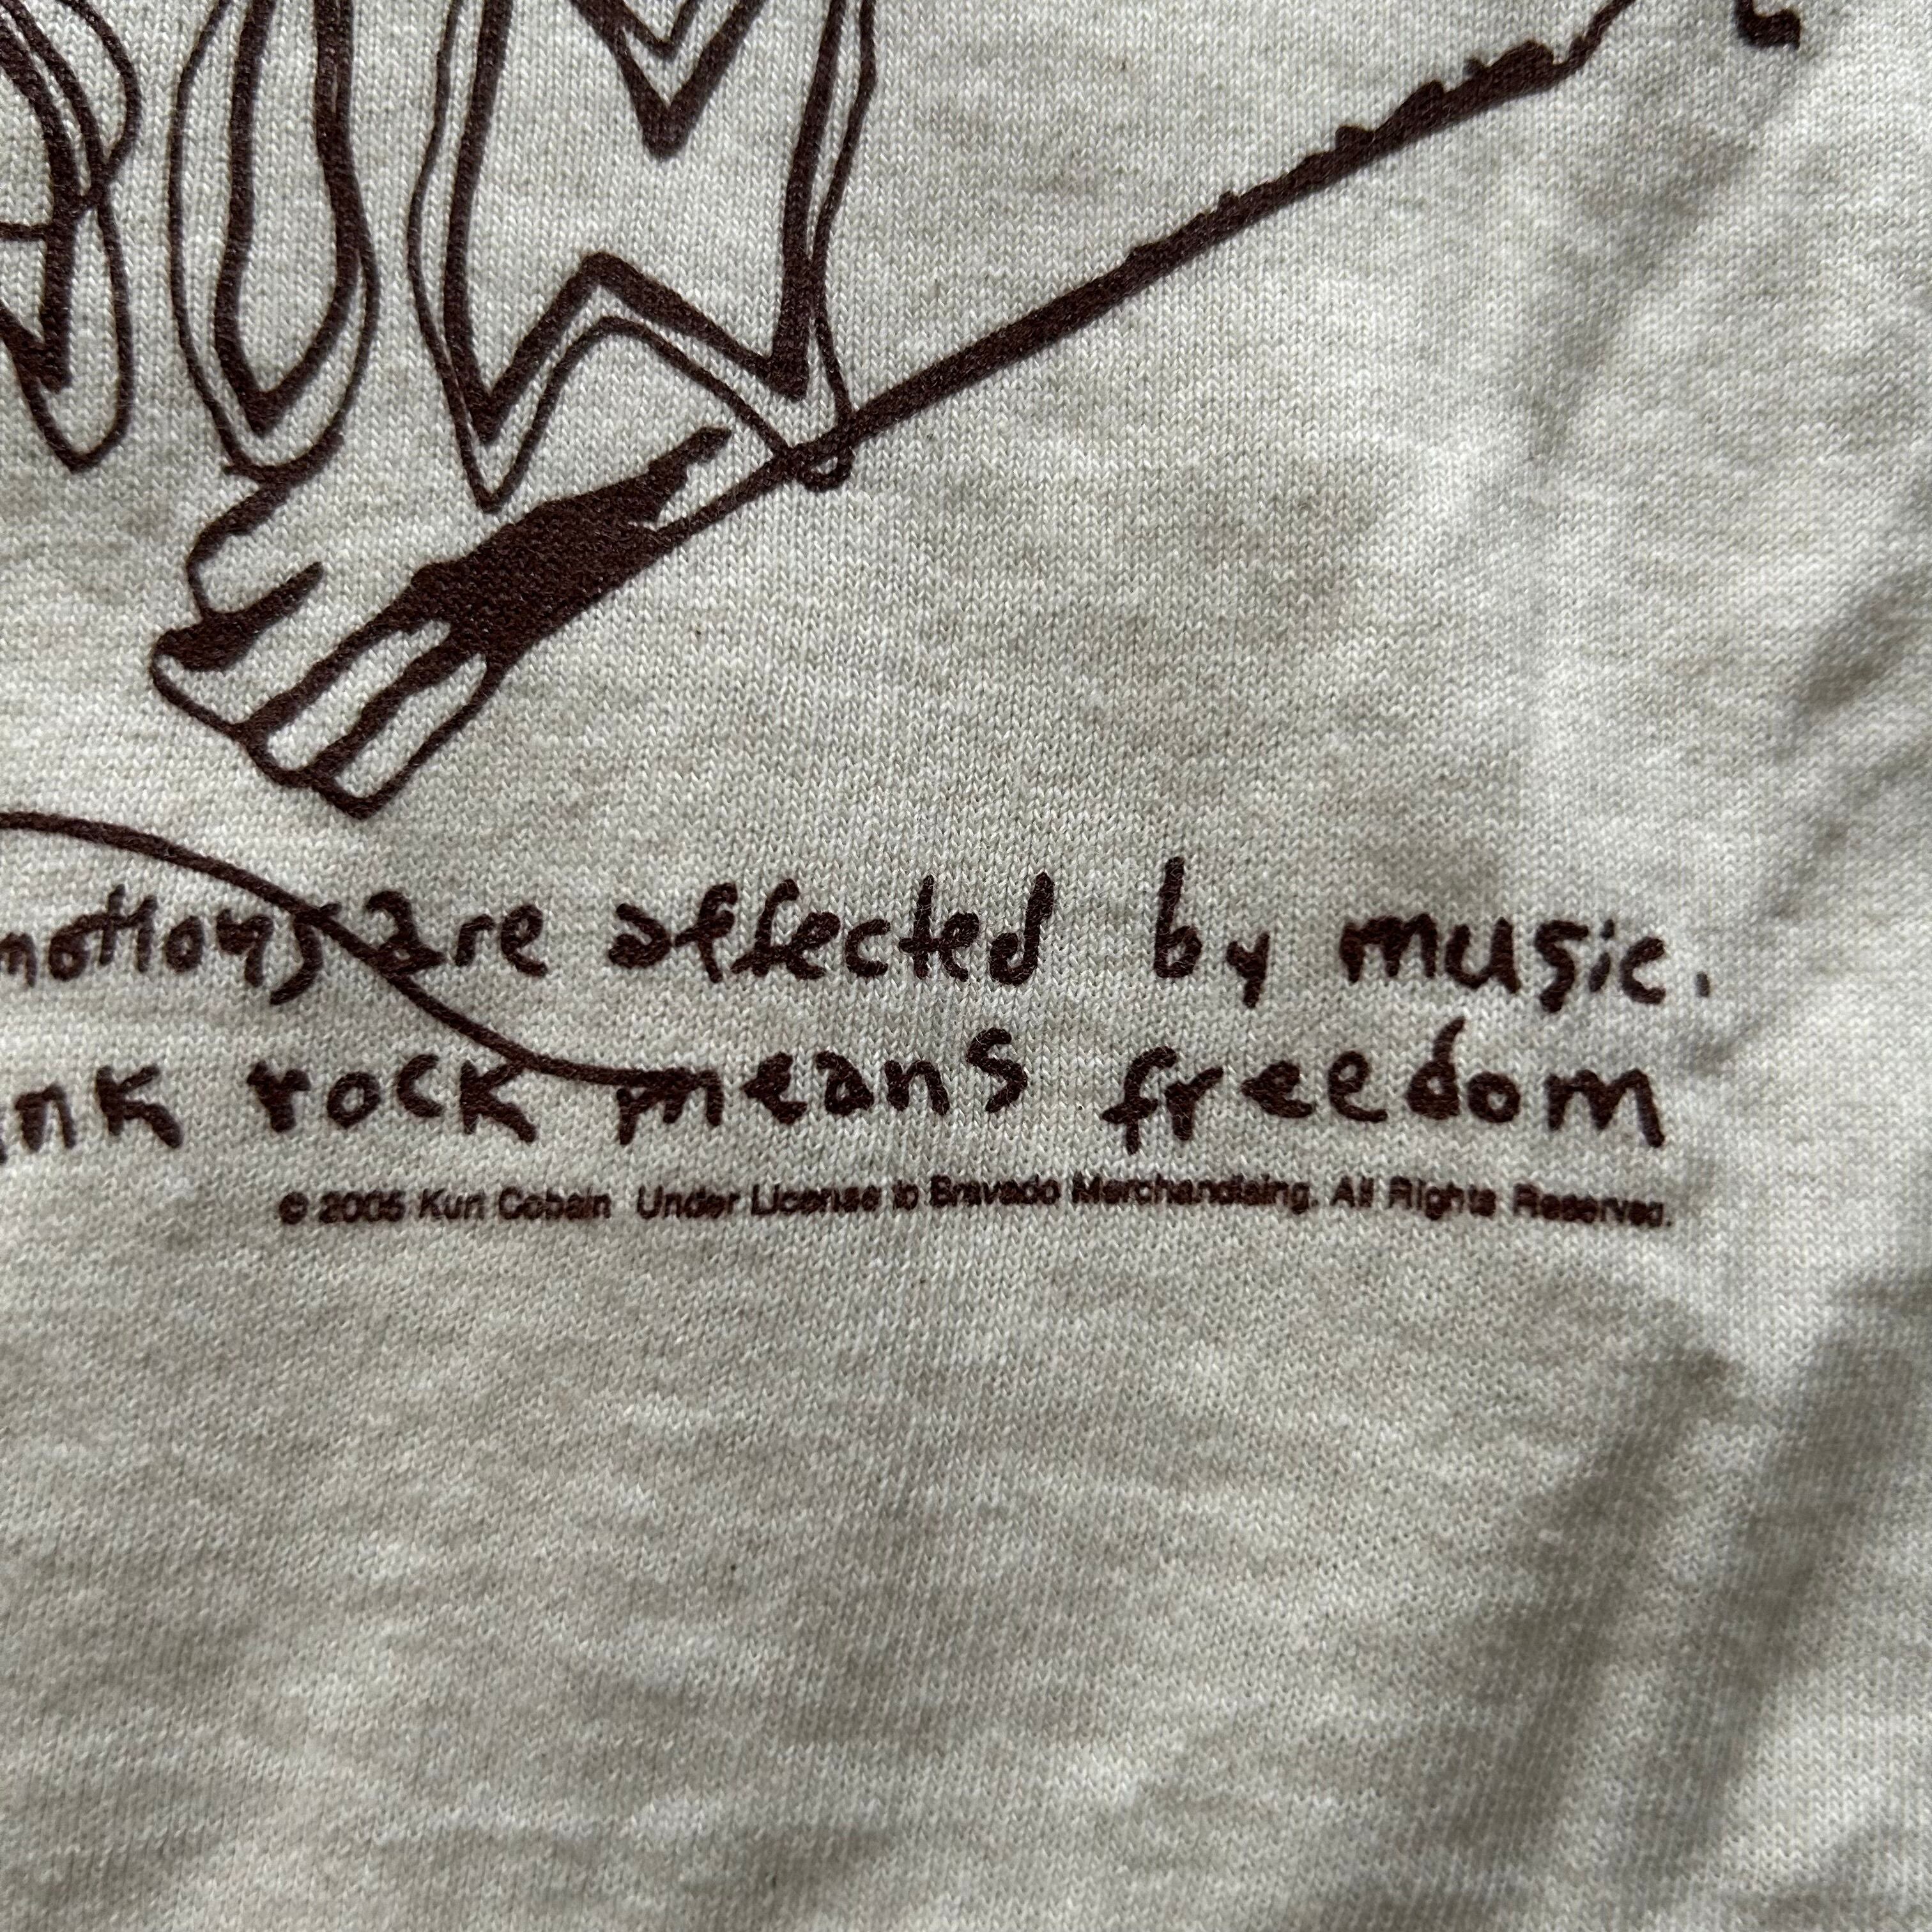 motions are affected by music.
nk rock means freedom
© 2005 Kurt Cobain Under License to Bravado Merchandising. All Rights Reserved.